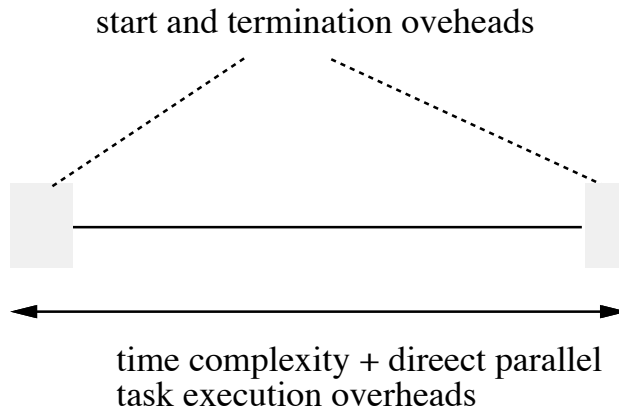 start and termination oveheads
time complexity + direect parallel
task execution overheads